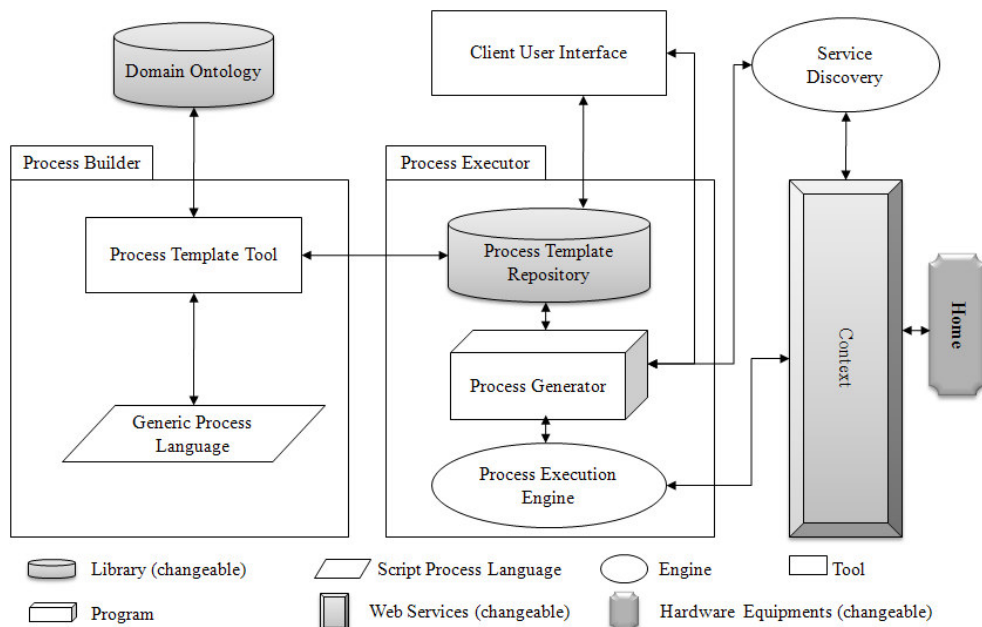 Domain Ontology
Client User Interface
Service
Discovery
Process Builder
Process Executor
Process Template Tool
Process Template
Repository
Process Generator
Generic Process
Language
Process Execution
Engine
Context
Home
Library (changeable)
Script Process Language
Engine
Tool
Program
Web Services (changeable)
Hardware Equipments (changeable)